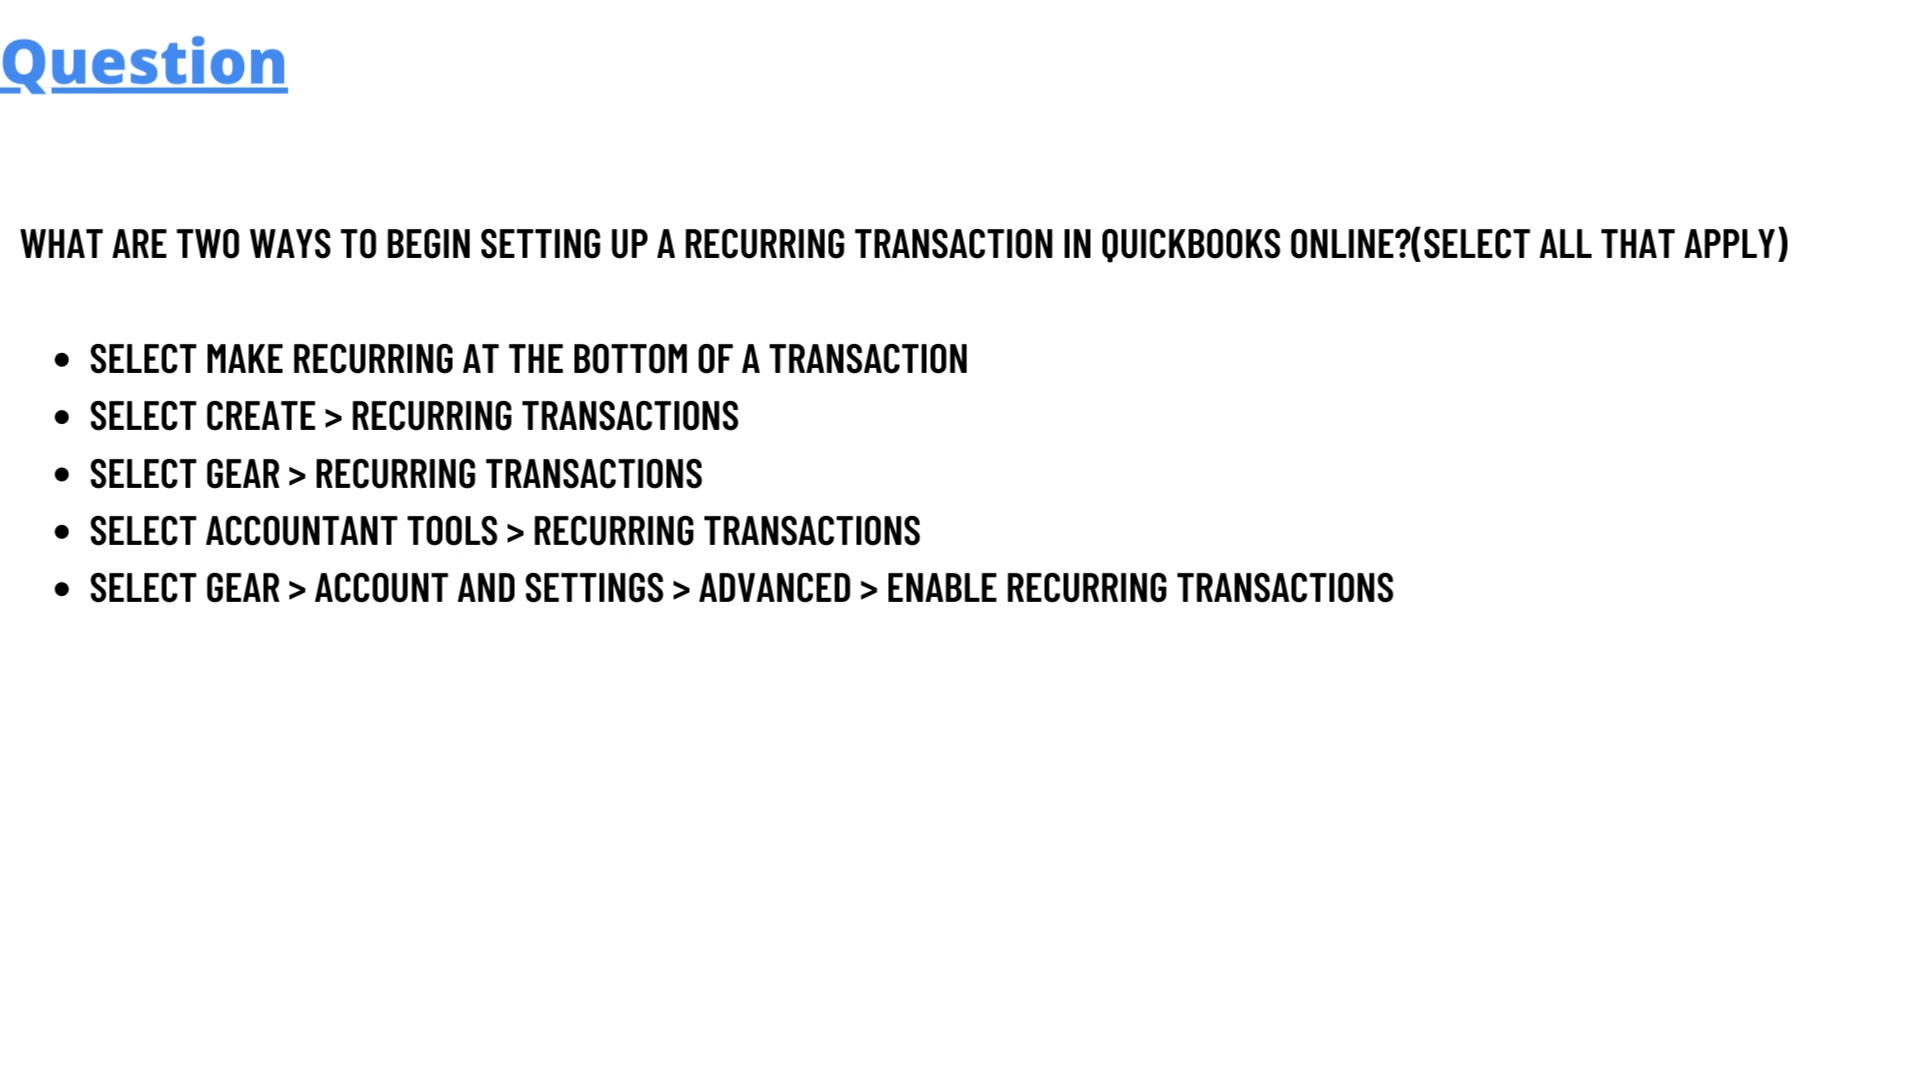 Question
WHAT ARE TWO WAYS TO BEGIN SETTING UP A RECURRING TRANSACTION IN QUICKBOOKS ONLINE?(SELECT ALL THAT APPLY)
• SELECT MAKE RECURRING AT THE BOTTOM OF A TRANSACTION
• SELECT CREATE > RECURRING TRANSACTIONS
• SELECT GEAR > RECURRING TRANSACTIONS
• SELECT ACCOUNTANT TOOLS > RECURRING TRANSACTIONS
• SELECT GEAR > ACCOUNT AND SETTINGS > ADVANCED > ENABLE RECURRING TRANSACTIONS